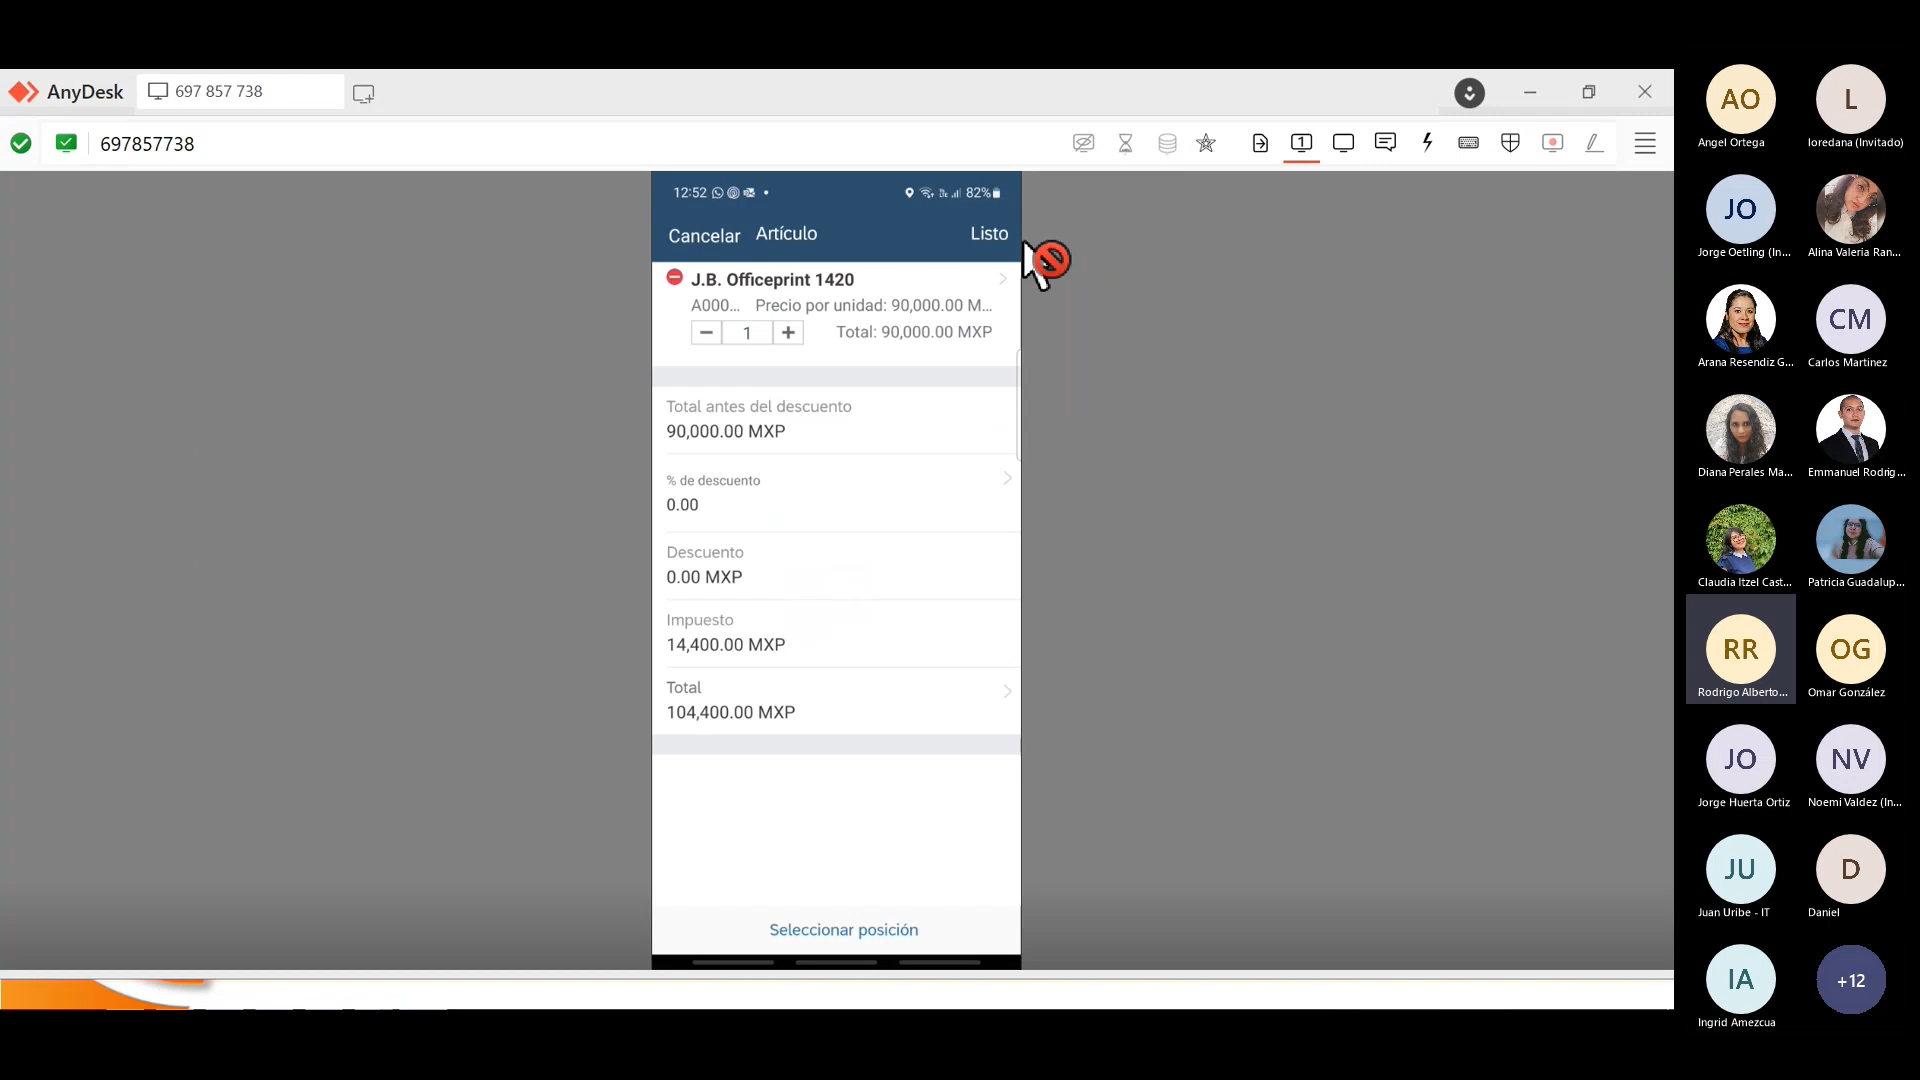 AnyDesk
697 857 738
697857738
1
12:52
82%
Cancelar
Artículo
Listo
J.B. Officeprint 1420
A000... Precio por unidad: 90,000.00 M...
− 1 + Total: 90,000.00 MXP
Total antes del descuento
90,000.00 MXP
% de descuento
0.00
Descuento
0.00 MXP
Impuesto
14,400.00 MXP
Total
104,400.00 MXP
Seleccionar posición
AO
L
Angel Ortega
loredana (Invitado)
JO
Jorge Oetling (In...
Alina Valeria Ran...
CM
Arana Resendiz G...
Carlos Martinez
Diana Perales Ma...
Emmanuel Rodrig...
Claudia Itzel Cast...
Patricia Guadalup...
RR
OG
Rodrigo Alberto...
Omar González
JO
NV
Jorge Huerta Ortiz
Noemi Valdez (In...
JU
D
Juan Uribe - IT
Daniel
IA
+12
Ingrid Amezcua